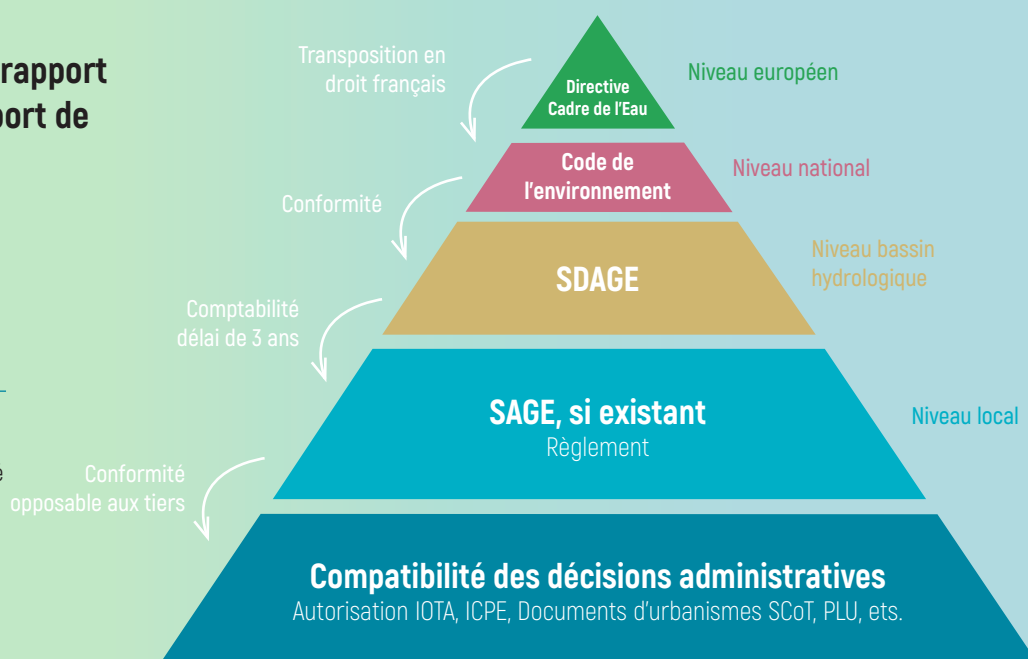 rapport
port de
e
Transposition en
droit français
Directive
Cadre de l'Eau
Niveau européen
Code de
l'environnement
Niveau national
Conformité
SDAGE
Niveau bassin
hydrologique
Comptabilité
délai de 3 ans
SAGE, si existant
Règlement
Niveau local
Conformité
opposable aux tiers
Compatibilité des décisions administratives
Autorisation IOTA, ICPE, Documents d'urbanismes SCoT, PLU, ets.